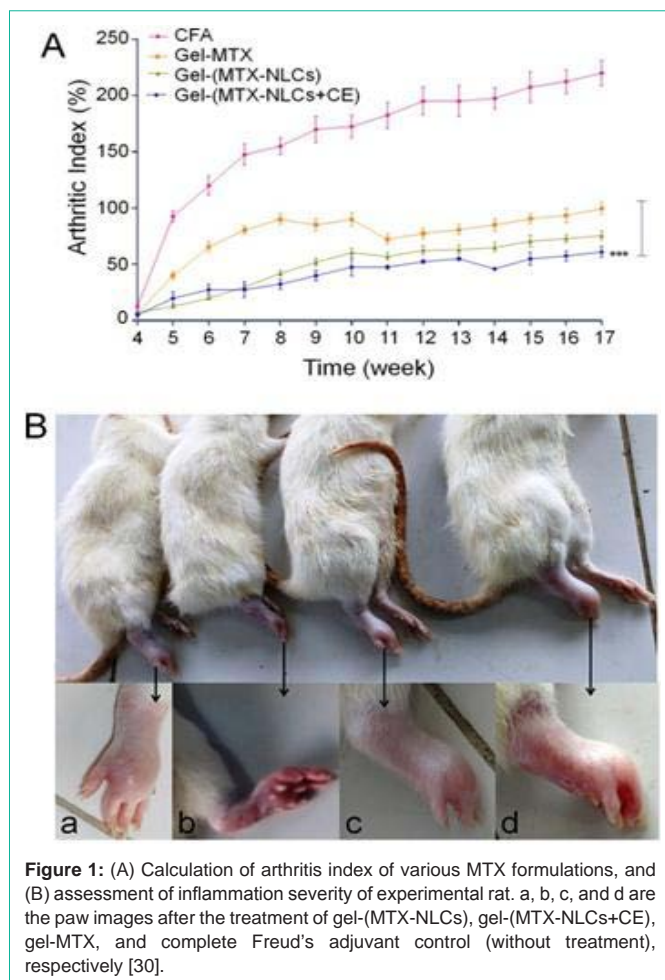 A
CFA
Gel-MTX
Gel-(MTX-NLCs)
Gel-(MTX-NLCs+CE)
250
200
150
100
50
0
Arthritic Index (%)
***
4 5 6 7 8 9 10 11 12 13 14 15 16 17
Time (week)
B
a b c d
Figure 1: (A) Calculation of arthritis index of various MTX formulations, and
(B) assessment of inflammation severity of experimental rat. a, b, c, and d are
the paw images after the treatment of gel-(MTX-NLCs), gel-(MTX-NLCs+CE),
gel-MTX, and complete Freud's adjuvant control (without treatment),
respectively [30].